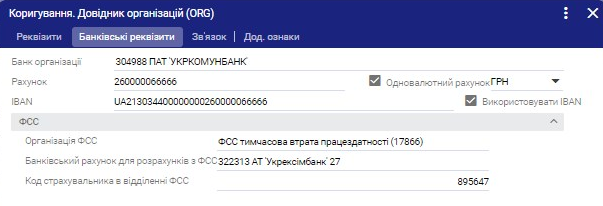 Коригування. Довідник організацій (ORG)
Реквізити Банківські реквізити Зв'язок Дод. ознаки
Банк організації 304988 ПАТ 'УКРКОМУНБАНК'
Рахунок 260000066666 Одновалютний рахунок ГРН
IBAN UA213044000000000260000066666 Використовувати IBAN
ФСС
Організація ФСС ФСС тимчасова втрата працездатності (17866)
Банківський рахунок для розрахунків з ФСС 322313 АТ 'Укрексімбанк' 27
Код страхувальника в відділенні ФСС 895647